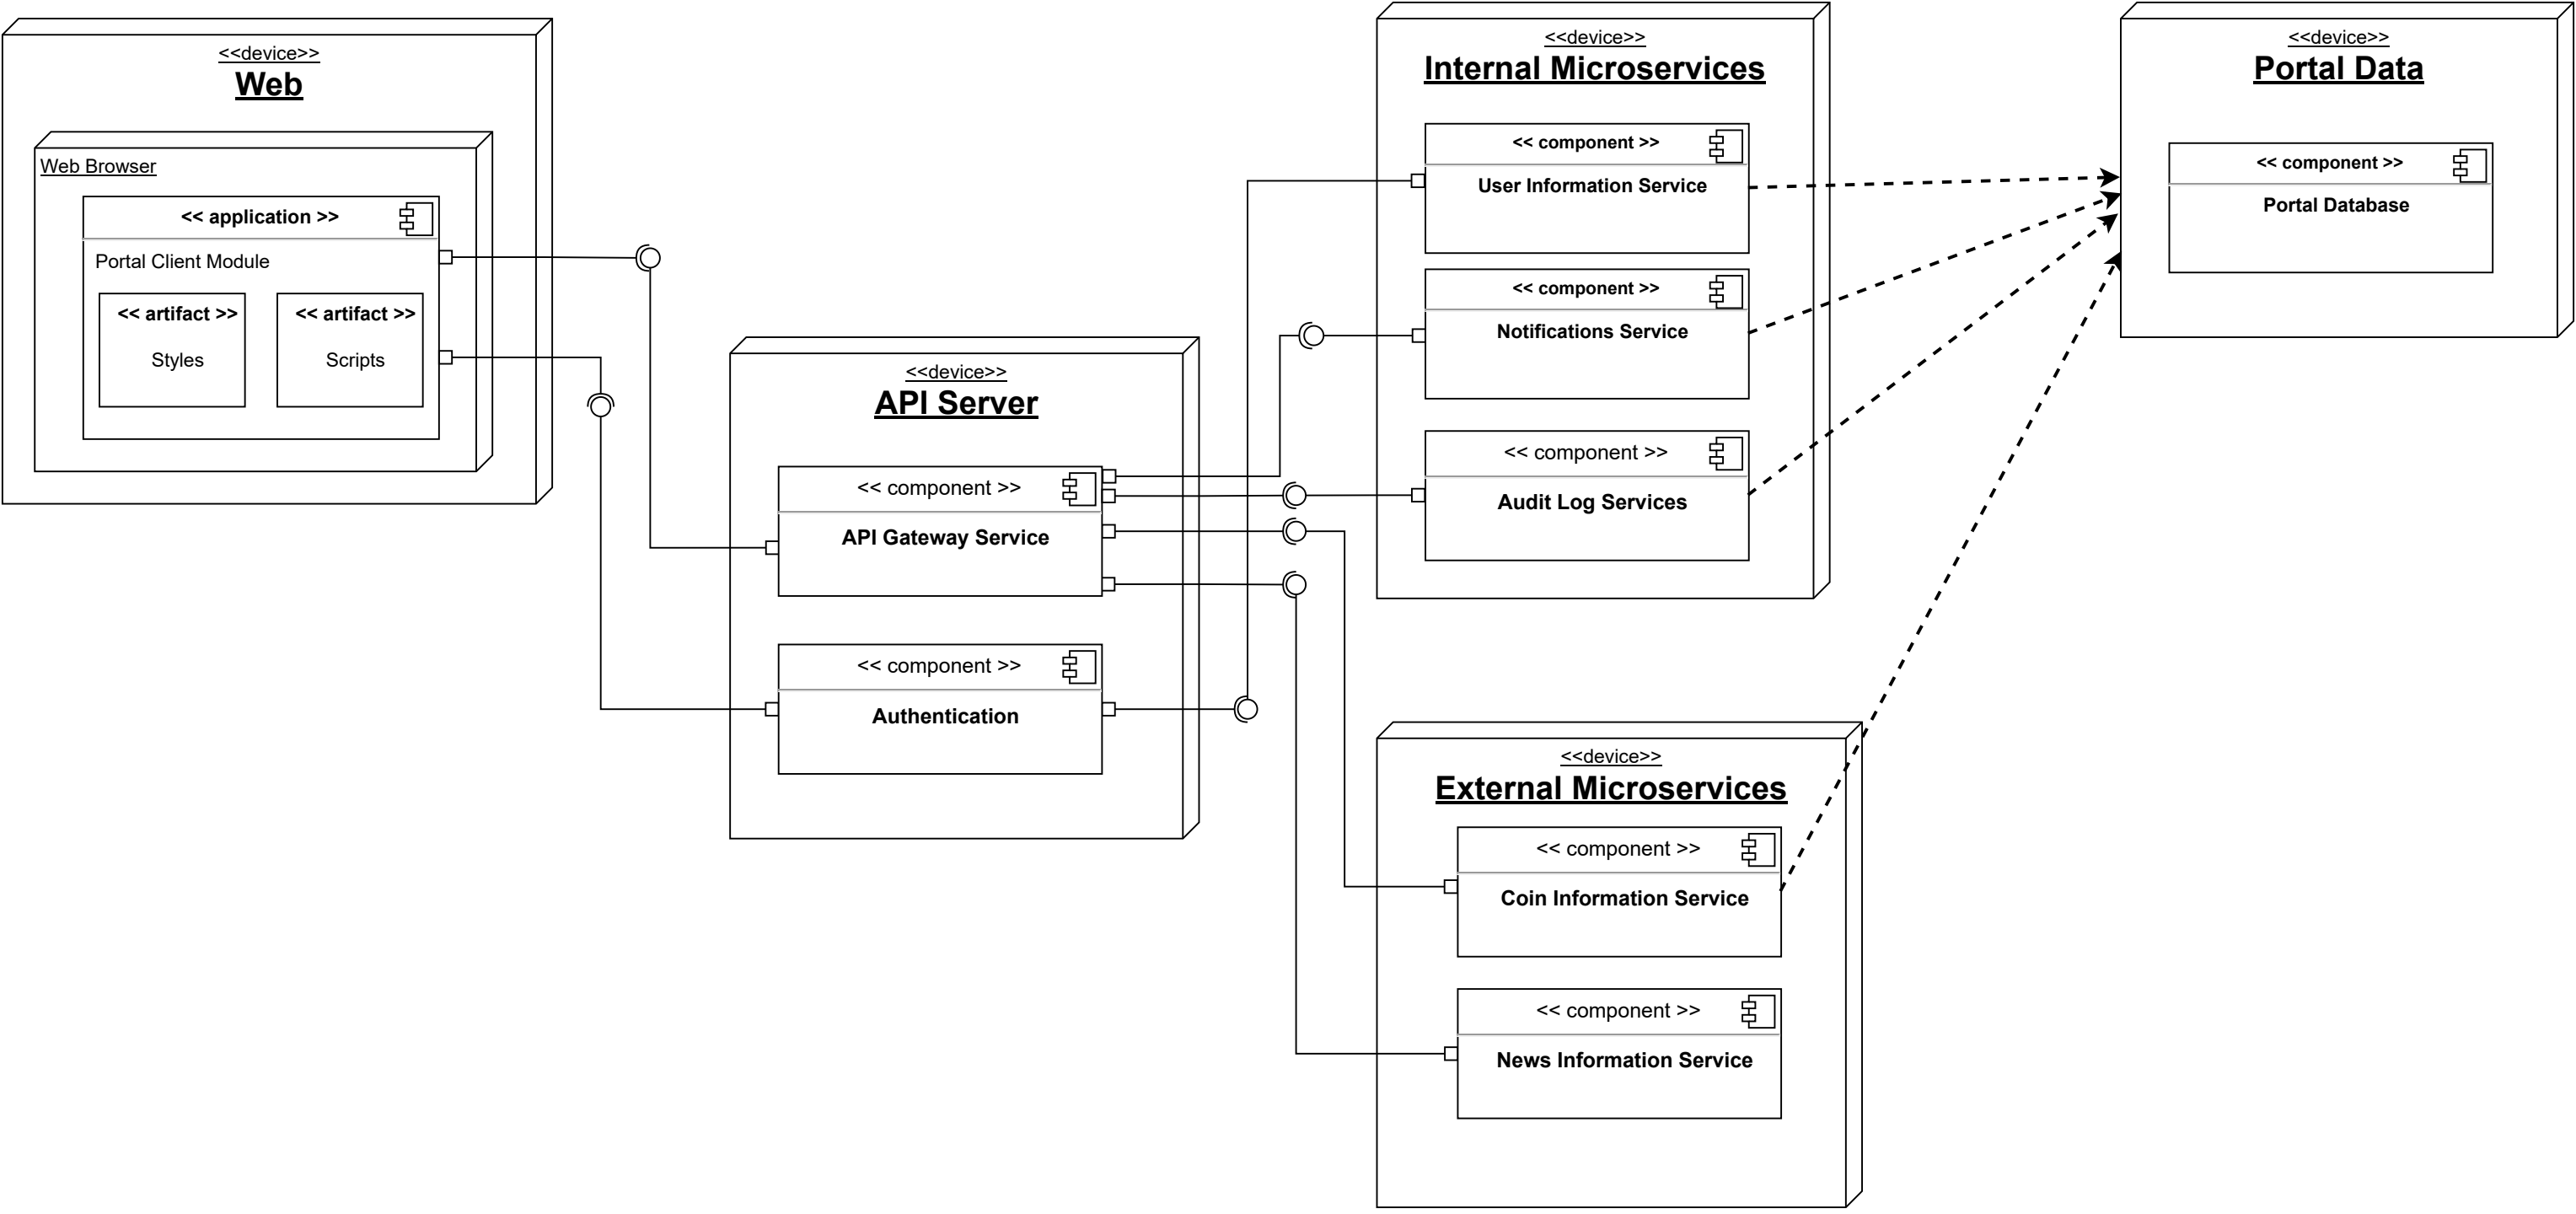 <<device>>
Web
Web Browser
<< application >>
Portal Client Module
<< artifact >>
Styles
<< artifact >>
Scripts
<<device>>
API Server
<< component >>
API Gateway Service
<< component >>
Authentication
<<device>>
Internal Microservices
<< component >>
User Information Service
<< component >>
Notifications Service
<< component >>
Audit Log Services
<<device>>
External Microservices
<< component >>
Coin Information Service
<< component >>
News Information Service
<<device>>
Portal Data
<< component >>
Portal Database